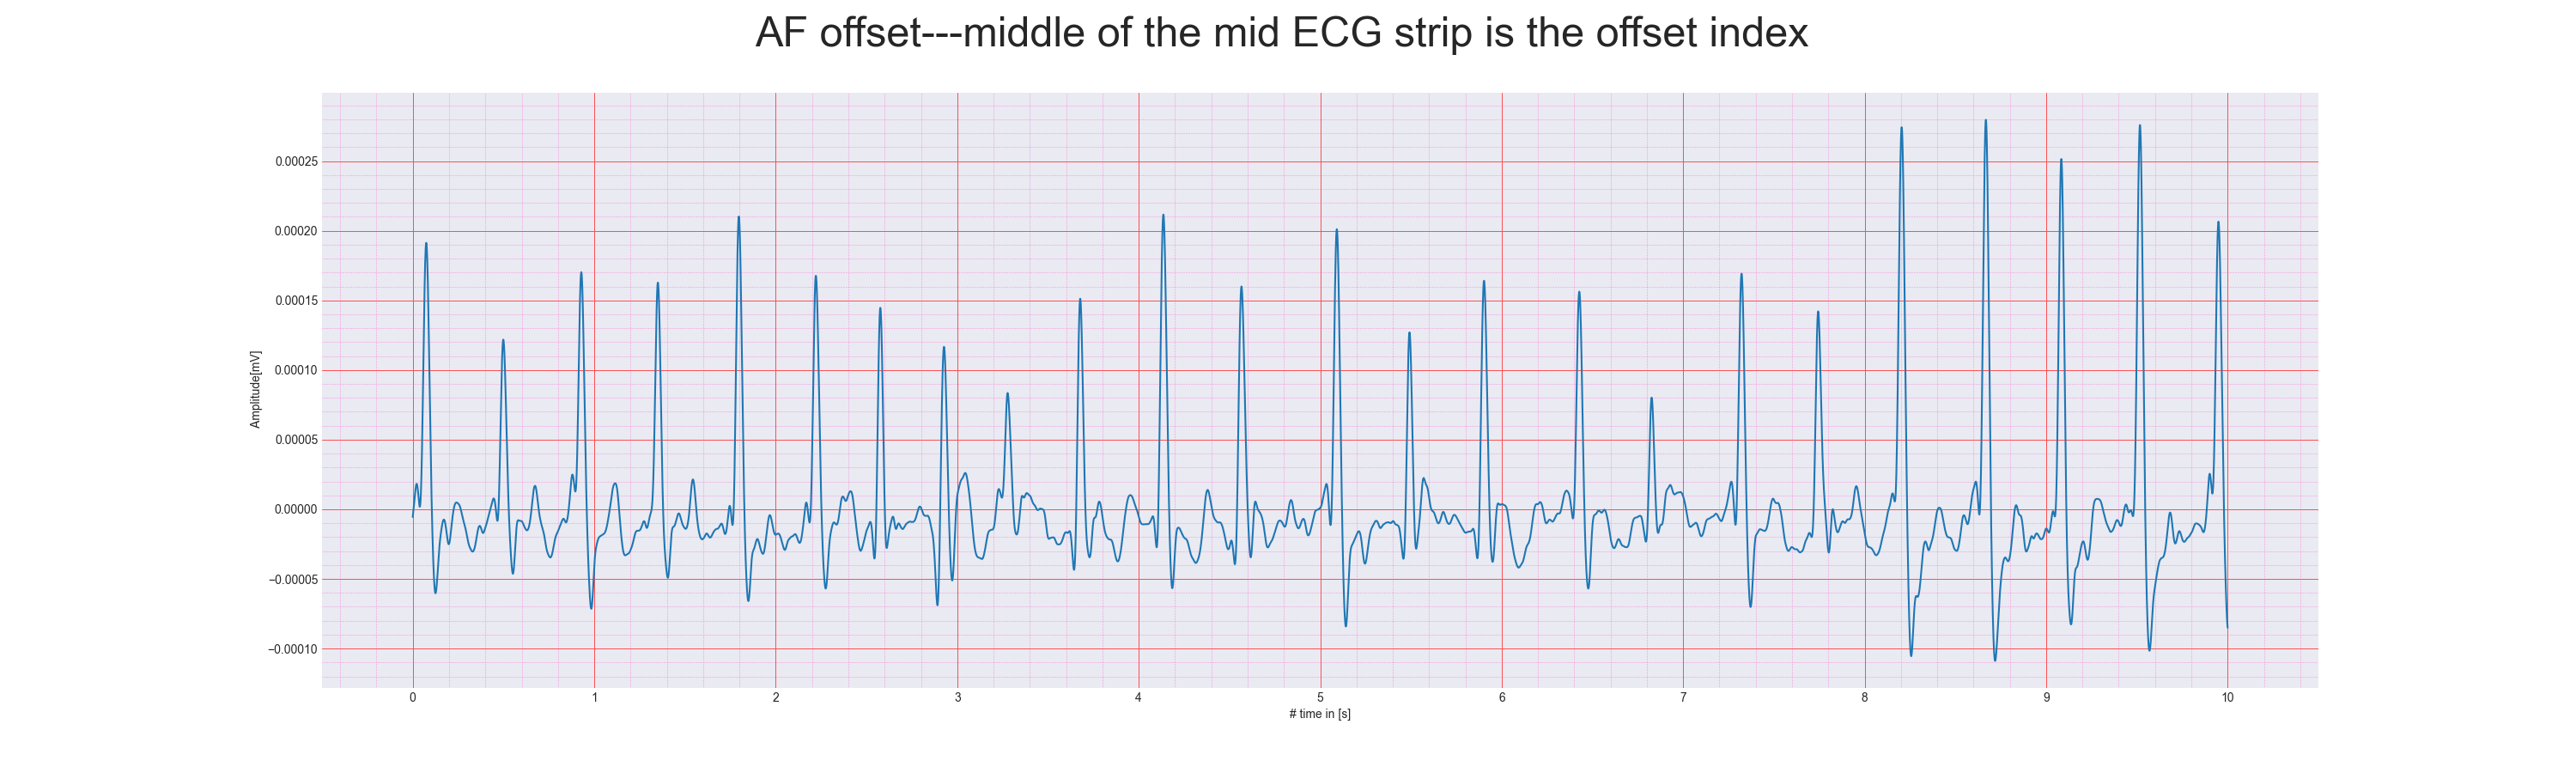 AF offset---middle of the mid ECG strip is the offset index
0.00025
0.00020
0.00015
0.00010
0.00005
0.00000
−0.00005
−0.00010
Amplitude[mV]
0 1 2 3 4 5 6 7 8 9 10
# time in [s]